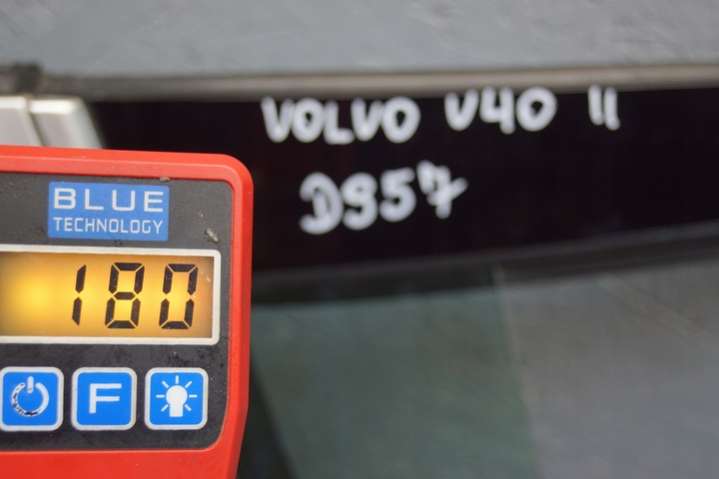 VOLVO V40 II
D957
BLUE
TECHNOLOGY
180
F